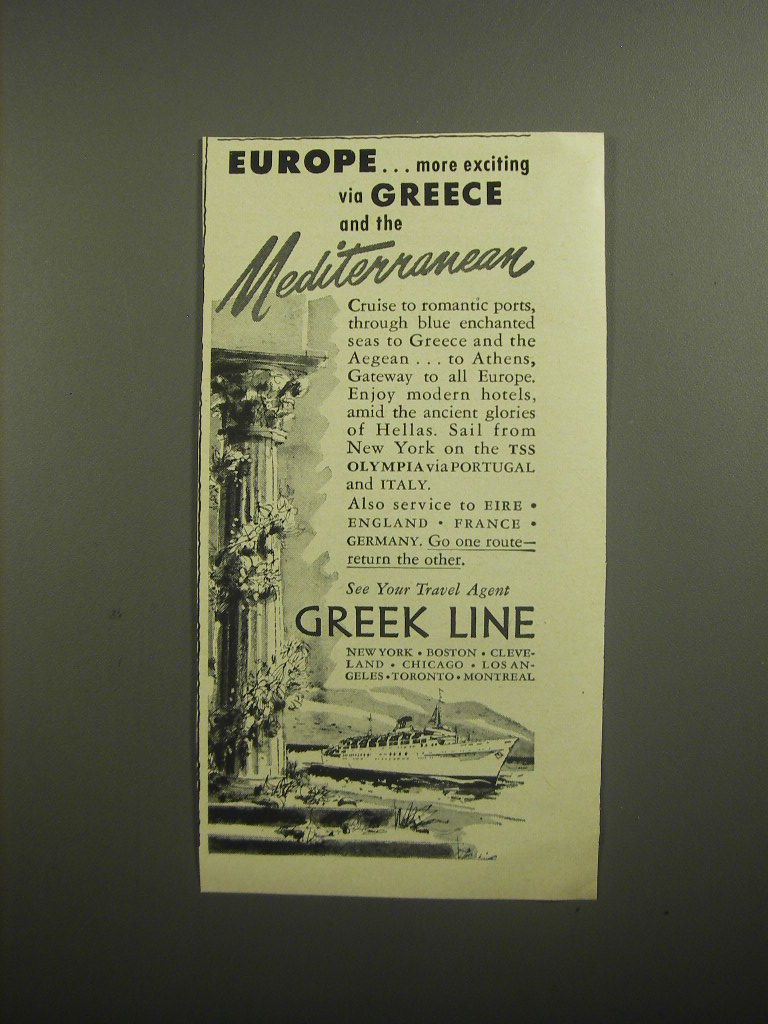 EUROPE... more exciting
via GREECE
and the
Mediterranean
Cruise to romantic ports,
through blue enchanted
seas to Greece and the
Aegean . . . to Athens,
Gateway to all Europe.
Enjoy modern hotels,
amid the ancient glories
of Hellas. Sail from
New York on the TSS
OLYMPIA via PORTUGAL
and ITALY.
Also service to EIRE •
ENGLAND • FRANCE •
GERMANY. Go one route—
return the other.
See Your Travel Agent
GREEK LINE
NEW YORK • BOSTON • CLEVE-
LAND • CHICAGO • LOS AN-
GELES • TORONTO • MONTREAL